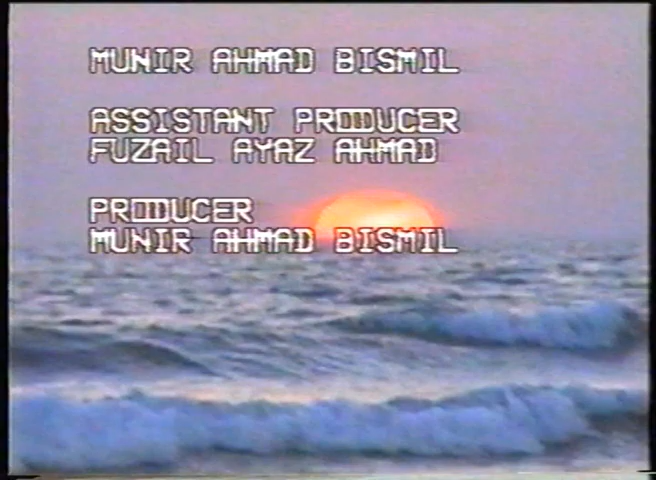 MUNIR AHMAD BISMIL
ASSISTANT PRODUCER
FUZAIL AYAZ AHMAD
PRODUCER
MUNIR AHMAD BISMIL